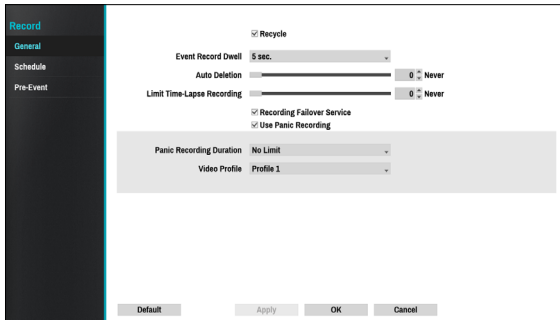 Record
General
Schedule
Pre-Event
Recycle
Event Record Dwell 5 sec.
Auto Deletion 0 Never
Limit Time-Lapse Recording 0 Never
Recording Failover Service
Use Panic Recording
Panic Recording Duration No Limit
Video Profile Profile 1
Default Apply OK Cancel